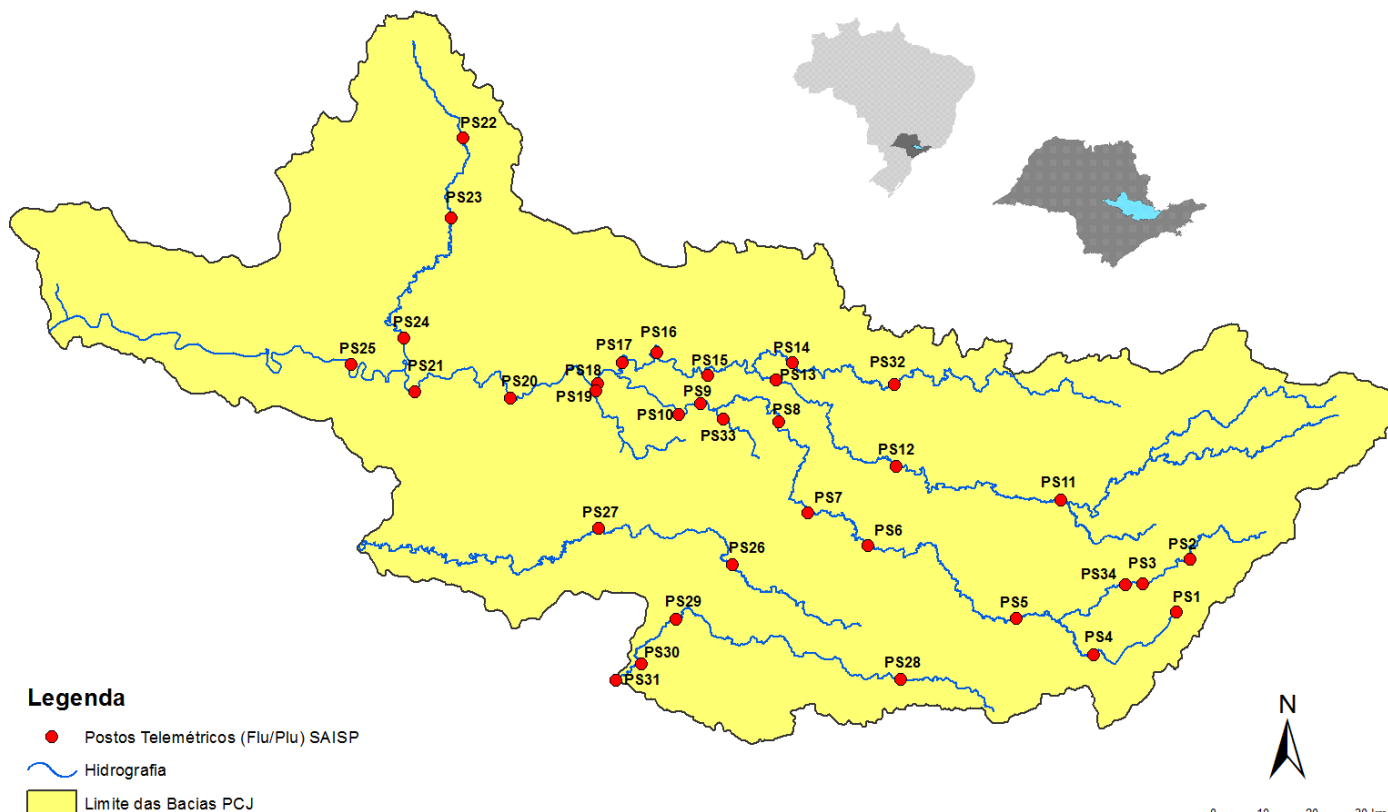 PS22
PS23
PS24
PS25
PS21
PS20
PS18
PS19
PS17
PS16
PS15
PS14
PS13
PS32
PS9
PS10
PS33
PS8
PS12
PS11
PS7
PS6
PS27
PS26
PS2
PS3
PS34
PS1
PS5
PS4
PS29
PS30
PS31
PS28
N
Legenda
Postos Telemétricos (Flu/Plu) SAISP
Hidrografia
Limite das Bacias PCJ